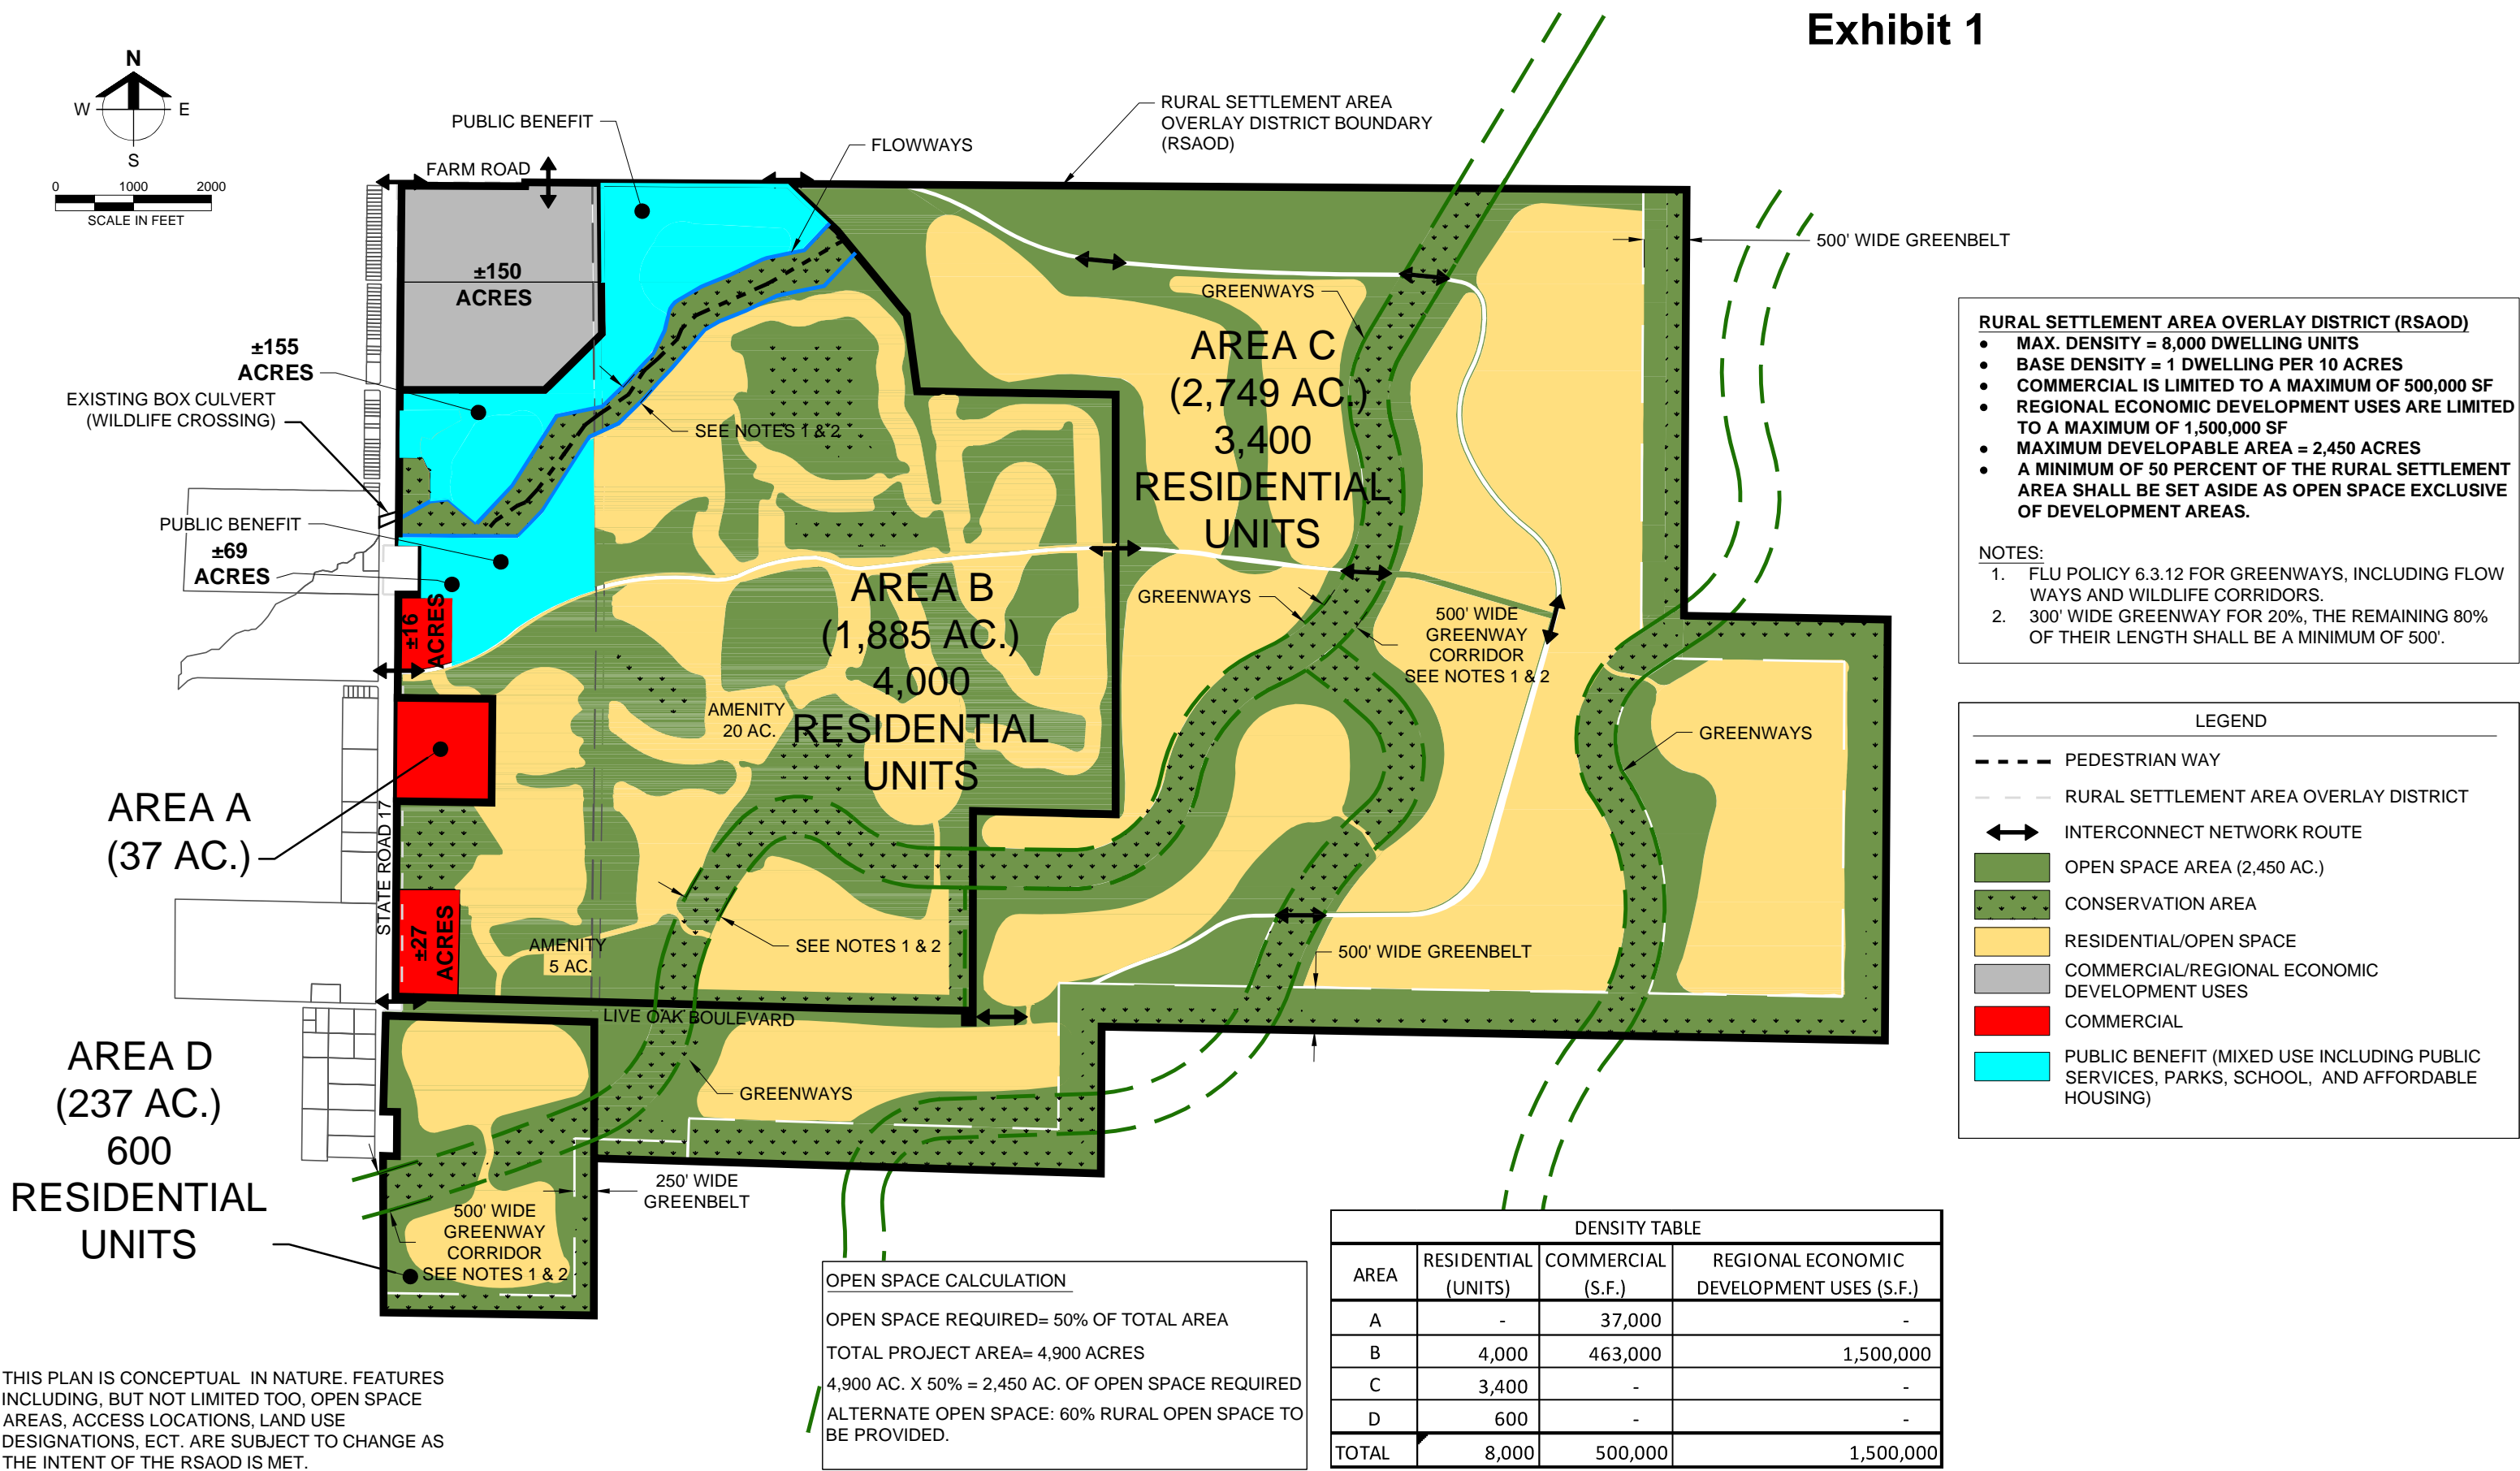 Exhibit 1
N
W E
S
0 1000 2000
SCALE IN FEET
PUBLIC BENEFIT
FARM ROAD
FLOWWAYS
RURAL SETTLEMENT AREA
OVERLAY DISTRICT BOUNDARY
(RSAOD)
500' WIDE GREENBELT
±150
ACRES
±155
ACRES
EXISTING BOX CULVERT
(WILDLIFE CROSSING)
SEE NOTES 1 & 2
GREENWAYS
AREA C
(2,749 AC.)
3,400
RESIDENTIAL
UNITS
PUBLIC BENEFIT
±69
ACRES
±16
ACRES
AREA B
(1,885 AC.)
4,000
RESIDENTIAL
UNITS
GREENWAYS
500' WIDE
GREENWAY
CORRIDOR
SEE NOTES 1 & 2
AMENITY
20 AC.
GREENWAYS
AREA A
(37 AC.)
STATE ROAD 17
±27
ACRES
AMENITY
5 AC.
SEE NOTES 1 & 2
500' WIDE GREENBELT
LIVE OAK BOULEVARD
AREA D
(237 AC.)
600
RESIDENTIAL
UNITS
GREENWAYS
250' WIDE
GREENBELT
500' WIDE
GREENWAY
CORRIDOR
SEE NOTES 1 & 2
RURAL SETTLEMENT AREA OVERLAY DISTRICT (RSAOD)
● MAX. DENSITY = 8,000 DWELLING UNITS
● BASE DENSITY = 1 DWELLING PER 10 ACRES
● COMMERCIAL IS LIMITED TO A MAXIMUM OF 500,000 SF
● REGIONAL ECONOMIC DEVELOPMENT USES ARE LIMITED
TO A MAXIMUM OF 1,500,000 SF
● MAXIMUM DEVELOPABLE AREA = 2,450 ACRES
● A MINIMUM OF 50 PERCENT OF THE RURAL SETTLEMENT
AREA SHALL BE SET ASIDE AS OPEN SPACE EXCLUSIVE
OF DEVELOPMENT AREAS.
NOTES:
1. FLU POLICY 6.3.12 FOR GREENWAYS, INCLUDING FLOW
WAYS AND WILDLIFE CORRIDORS.
2. 300' WIDE GREENWAY FOR 20%, THE REMAINING 80%
OF THEIR LENGTH SHALL BE A MINIMUM OF 500'.
LEGEND
PEDESTRIAN WAY
RURAL SETTLEMENT AREA OVERLAY DISTRICT
INTERCONNECT NETWORK ROUTE
OPEN SPACE AREA (2,450 AC.)
CONSERVATION AREA
RESIDENTIAL/OPEN SPACE
COMMERCIAL/REGIONAL ECONOMIC
DEVELOPMENT USES
COMMERCIAL
PUBLIC BENEFIT (MIXED USE INCLUDING PUBLIC
SERVICES, PARKS, SCHOOL, AND AFFORDABLE
HOUSING)
OPEN SPACE CALCULATION
OPEN SPACE REQUIRED= 50% OF TOTAL AREA
TOTAL PROJECT AREA= 4,900 ACRES
4,900 AC. X 50% = 2,450 AC. OF OPEN SPACE REQUIRED
ALTERNATE OPEN SPACE: 60% RURAL OPEN SPACE TO
BE PROVIDED.
DENSITY TABLE
AREA RESIDENTIAL (UNITS) COMMERCIAL (S.F.) REGIONAL ECONOMIC DEVELOPMENT USES (S.F.)
A - 37,000 -
B 4,000 463,000 1,500,000
C 3,400 - -
D 600 - -
TOTAL 8,000 500,000 1,500,000
THIS PLAN IS CONCEPTUAL IN NATURE. FEATURES
INCLUDING, BUT NOT LIMITED TOO, OPEN SPACE
AREAS, ACCESS LOCATIONS, LAND USE
DESIGNATIONS, ECT. ARE SUBJECT TO CHANGE AS
THE INTENT OF THE RSAOD IS MET.